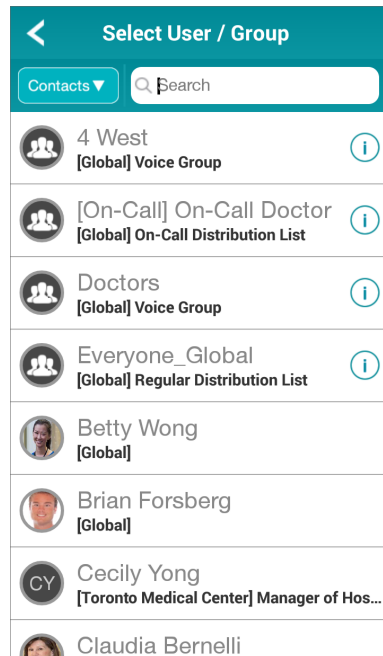 Select User / Group
Contacts▼
Search
4 West
[Global] Voice Group
[On-Call] On-Call Doctor
[Global] On-Call Distribution List
Doctors
[Global] Voice Group
Everyone_Global
[Global] Regular Distribution List
Betty Wong
[Global]
Brian Forsberg
[Global]
CY
Cecily Yong
[Toronto Medical Center] Manager of Hos...
Claudia Bernelli